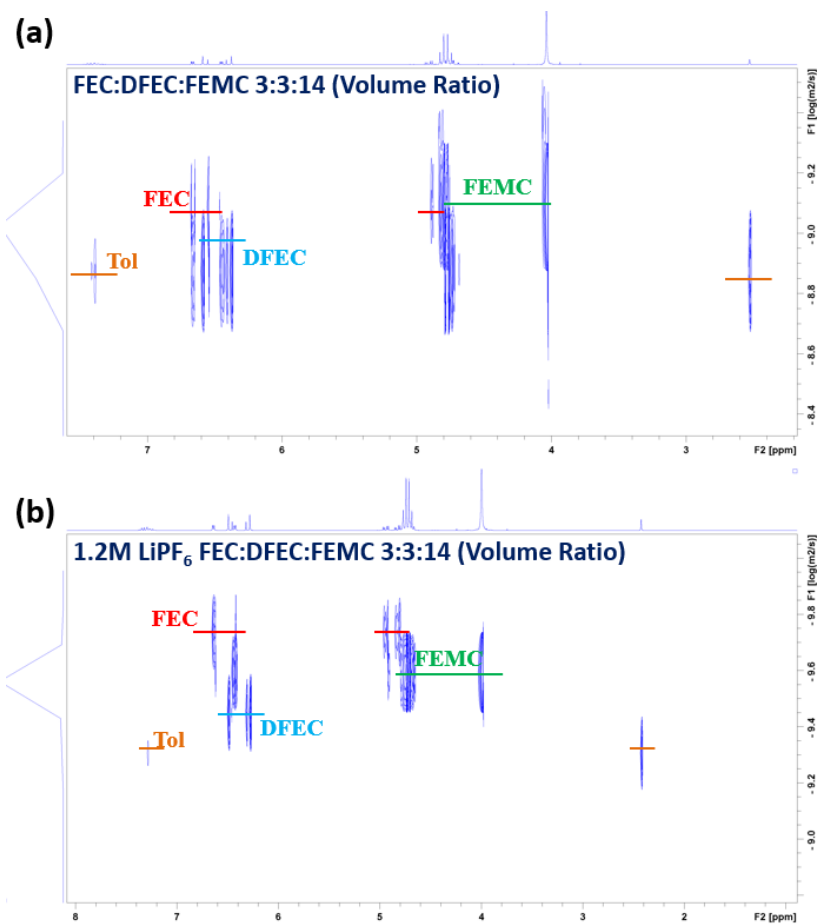 (a)
FEC:DFEC:FEMC 3:3:14 (Volume Ratio)
F1 [log(m2/s)]
- 9.2
FEC
FEMC
- 9.0
DFEC
Tol
- 8.8
- 8.6
- 8.4
7
6
5
4
3
F2 [ppm]
(b)
1.2M LiPF6 FEC:DFEC:FEMC 3:3:14 (Volume Ratio)
F1 [log(m2/s)]
- 9.8
FEC
FEMC
- 9.6
DFEC
- 9.4
Tol
- 9.2
- 9.0
8
7
6
5
4
2
F2 [ppm]